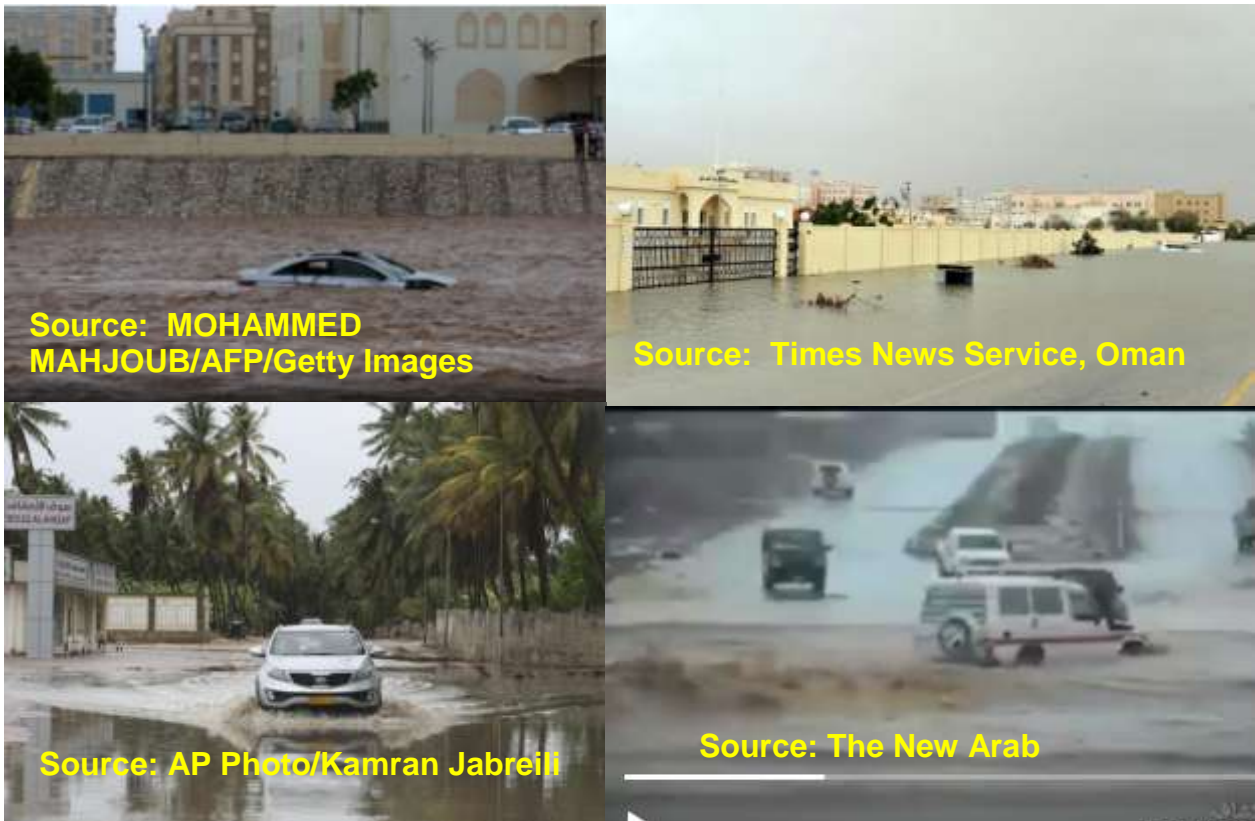 Source: MOHAMMED
MAHJOUB/AFP/Getty Images
Source: Times News Service, Oman
Source: AP Photo/Kamran Jabreili
Source: The New Arab